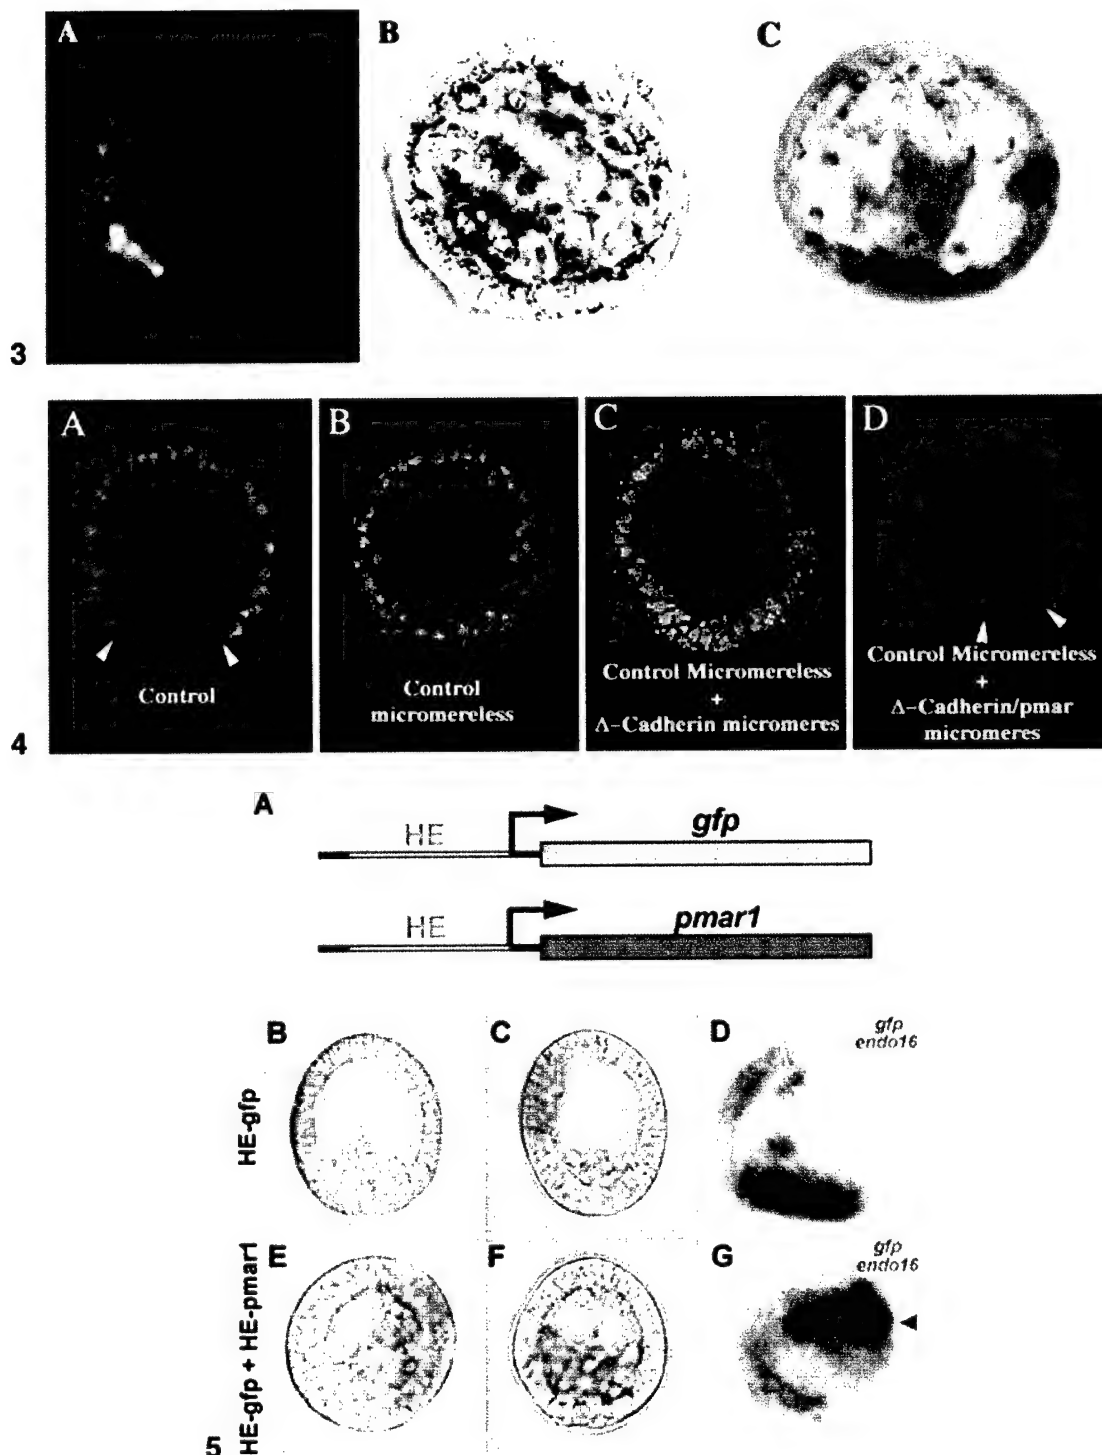 A
B
C
3
A
Control
B
Control
micromereless
C
Control Micromereless
+
Δ-Cadherin micromeres
D
Control Micromereless
+
Δ-Cadherin/pmar
micromeres
4
A
HE
gfp
HE
pmar1
HE-gfp
B
C
D
gfp
endo16
HE-gfp + HE-pmar1
E
F
G
gfp
endo16
5